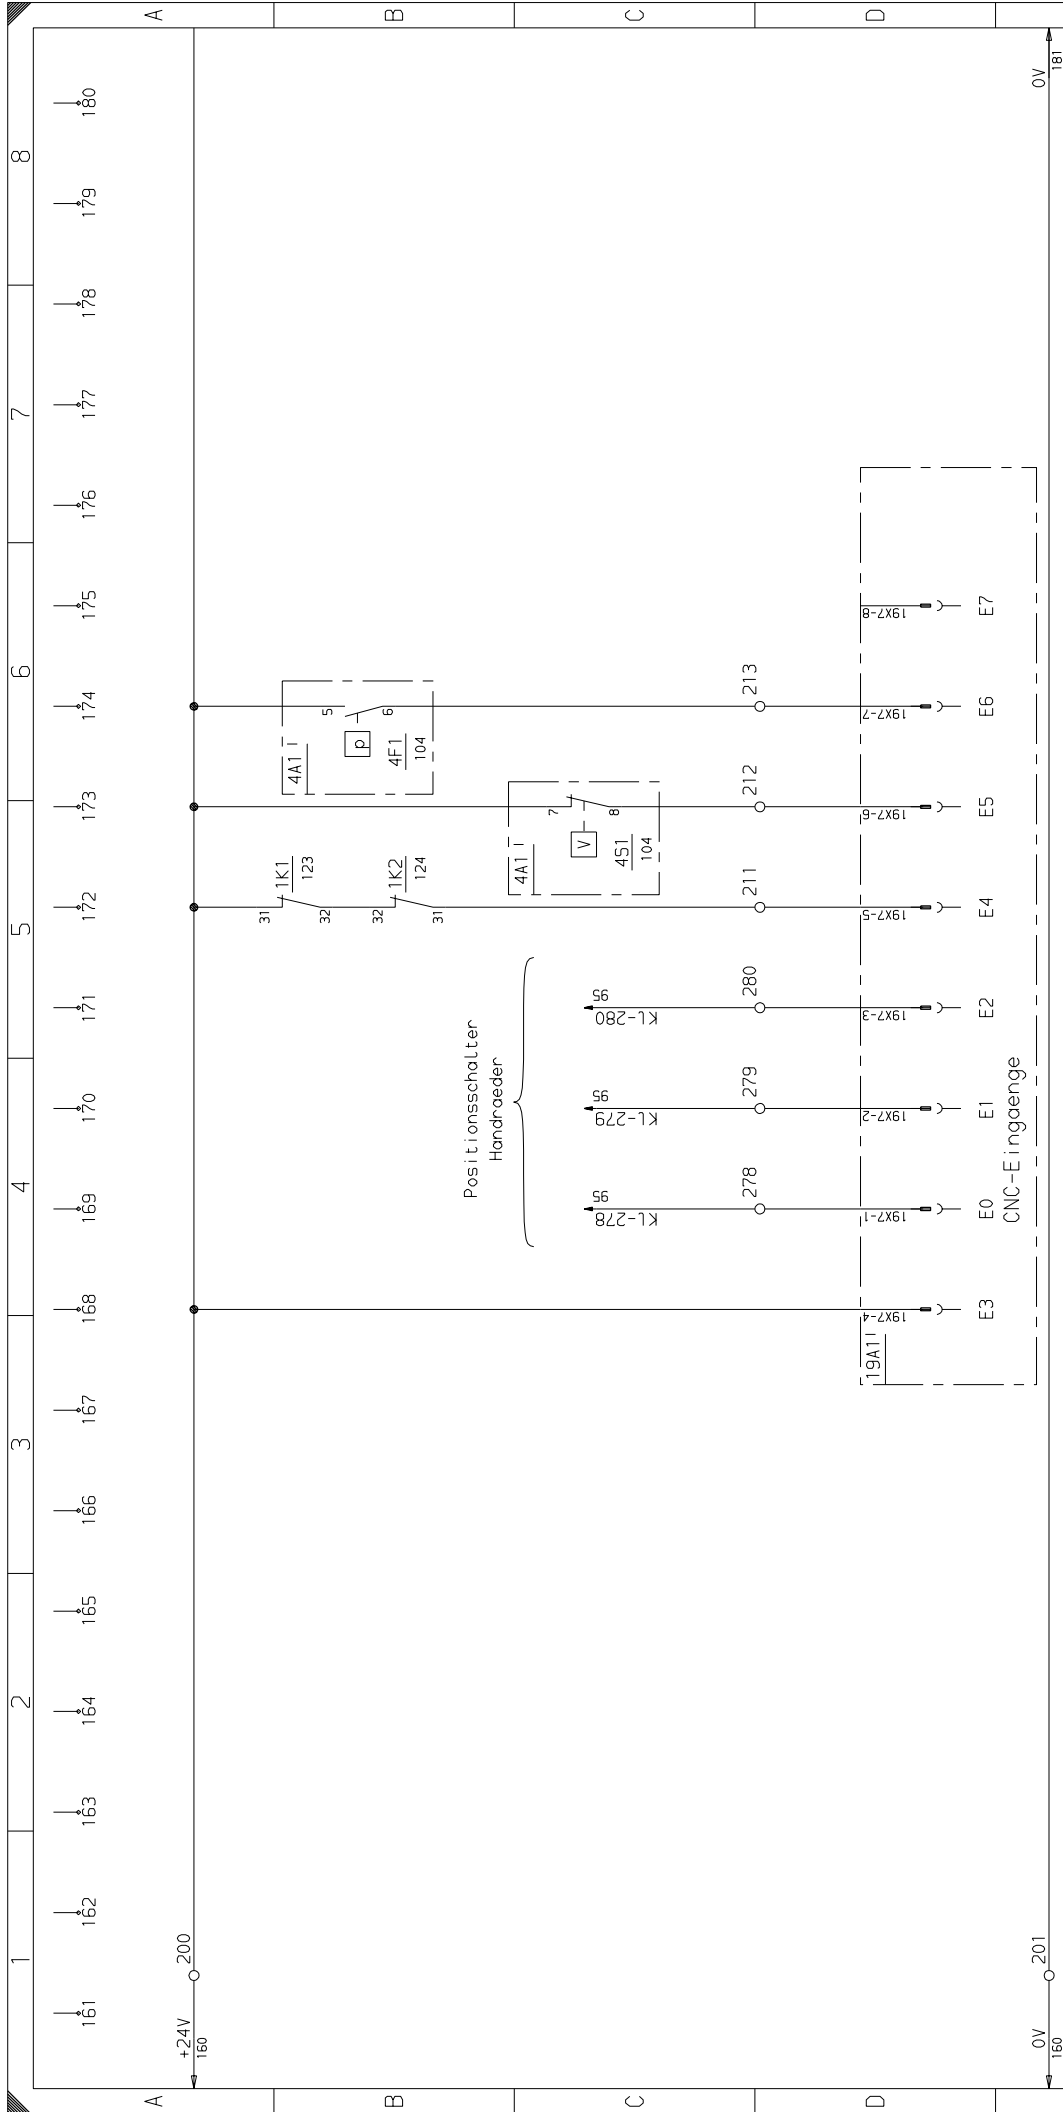 1 2 3 4 5 6 7 8
161 162 163 164 165 166 167 168 169 170 171 172 173 174 175 176 177 178 179 180
A A
+24V
160
200
B B
4A1
5
p
6
4F1
104
31
1K1
123
32
32
1K2
124
31
Positionsschalter
Handraeder
C C
4A1
7
V
8
4S1
104
95
KL-278
95
KL-279
95
KL-280
278 279 280 211 212 213
D D
19A1
19X7-4 19X7-1 19X7-2 19X7-3 19X7-5 19X7-6 19X7-7 19X7-8
E3 E0 E1 E2 E4 E5 E6 E7
CNC-Eingaenge
0V
160
201
0V
181